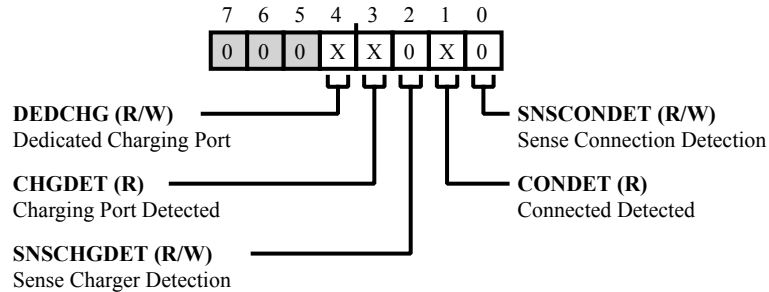 7 6 5 4 3 2 1 0
0 0 0 X X 0 X 0
DEDCHG (R/W)
Dedicated Charging Port
SNSCONDET (R/W)
Sense Connection Detection
CHGDET (R)
Charging Port Detected
CONDET (R)
Connected Detected
SNSCHGDET (R/W)
Sense Charger Detection